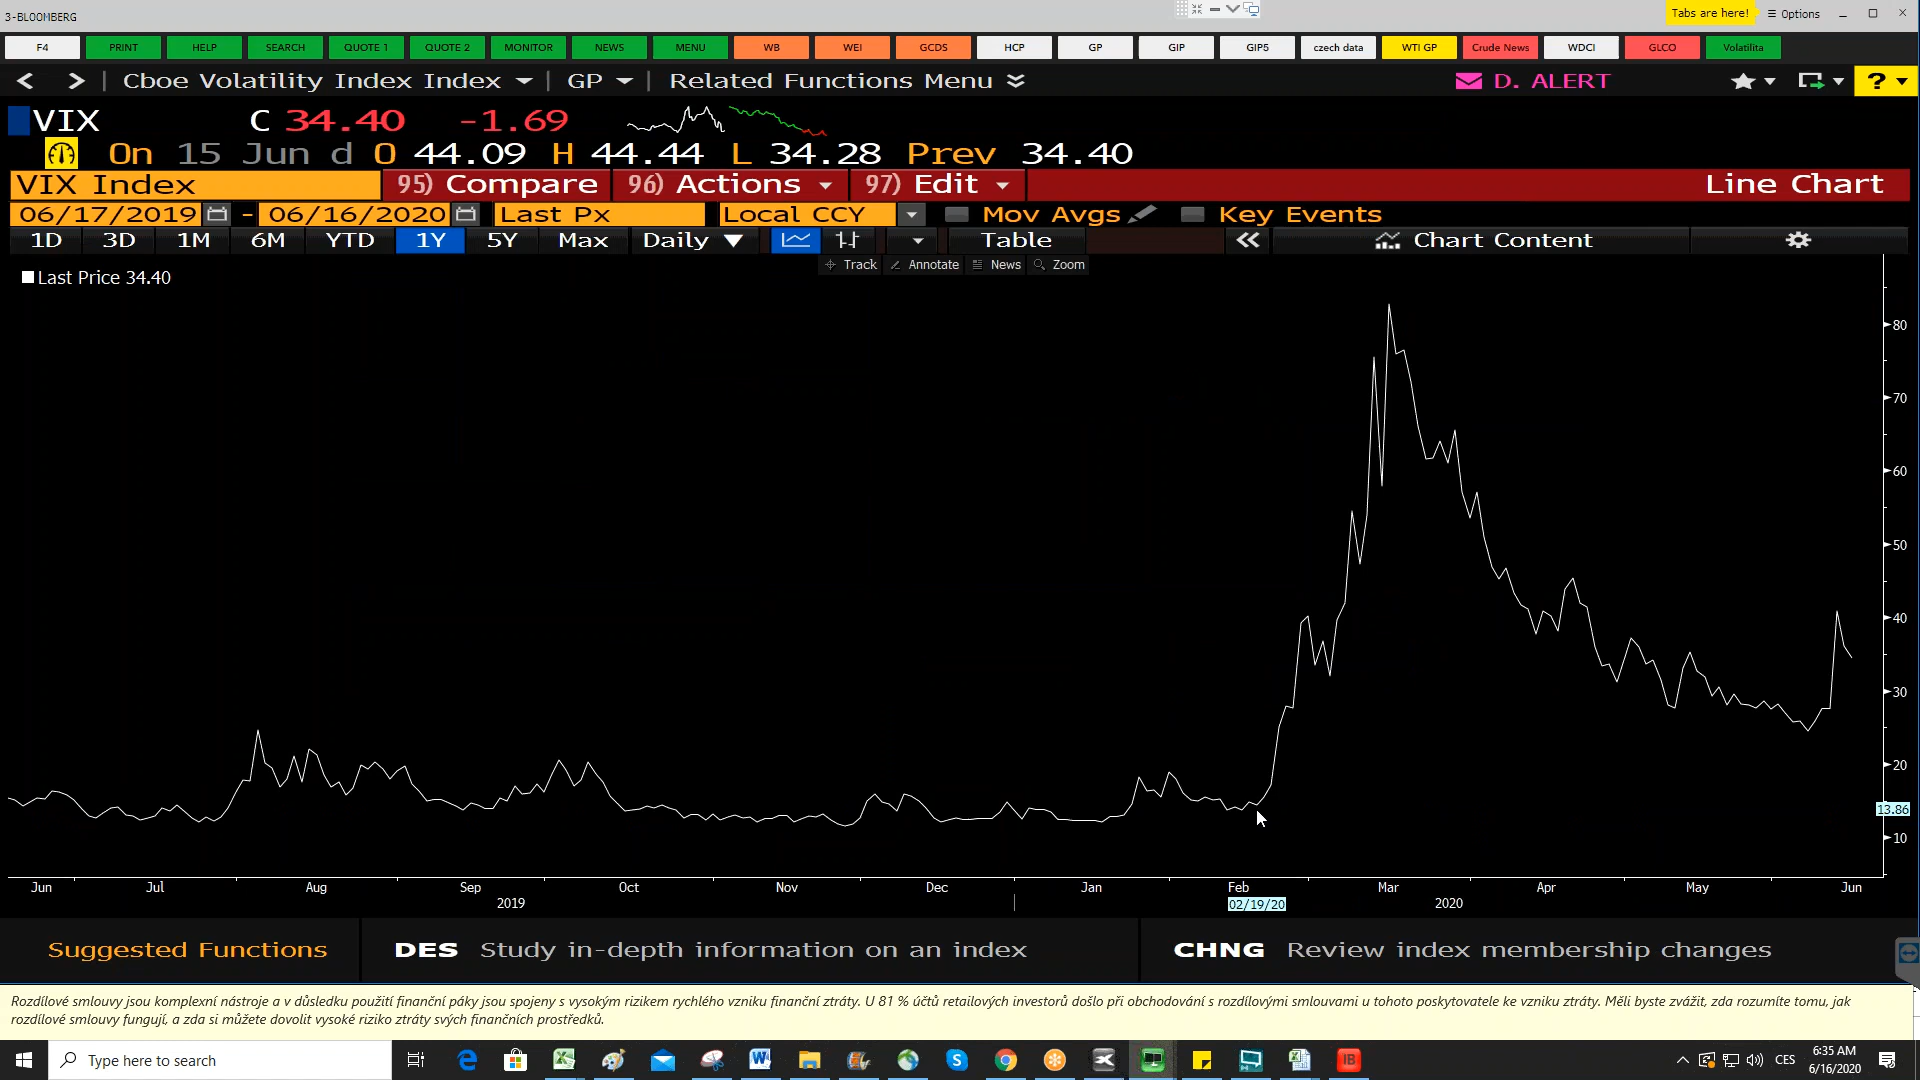 3-BLOOMBERG
Tabs are here! Options
F4 PRINT HELP SEARCH QUOTE 1 QUOTE 2 MONITOR NEWS MENU WB WEI GCDS HCP GP GIP GIP5 czech data WTI GP Crude News WDCI GLCO Volatilita
Cboe Volatility Index Index GP Related Functions Menu D. ALERT ?
VIX C 34.40 -1.69
On 15 Jun d O 44.09 H 44.44 L 34.28 Prev 34.40
VIX Index 95) Compare 96) Actions 97) Edit Line Chart
06/17/2019 - 06/16/2020 Last Px Local CCY Mov Avgs Key Events
1D 3D 1M 6M YTD 1Y 5Y Max Daily Table Chart Content
Track Annotate News Zoom
Last Price 34.40
80
70
60
50
40
30
20
13.86
10
Jun Jul Aug Sep Oct Nov Dec Jan Feb Mar Apr May Jun
2019 02/19/20 2020
Suggested Functions DES Study in-depth information on an index CHNG Review index membership changes
Rozdílové smlouvy jsou komplexní nástroje a v důsledku použití finanční páky jsou spojeny s vysokým rizikem rychlého vzniku finanční ztráty. U 81 % účtů retailových investorů došlo při obchodování s rozdílovými smlouvami u tohoto poskytovatele ke vzniku ztráty. Měli byste zvážit, zda rozumíte tomu, jak
rozdílové smlouvy fungují, a zda si můžete dovolit vysoké riziko ztráty svých finančních prostředků.
Type here to search IB CES 6:35 AM
6/16/2020